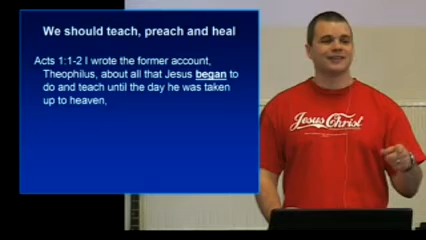 We should teach, preach and heal
Acts 1:1-2 I wrote the former account,
Theophilus, about all that Jesus began to
do and teach until the day he was taken
up to heaven,
Jesus Christ